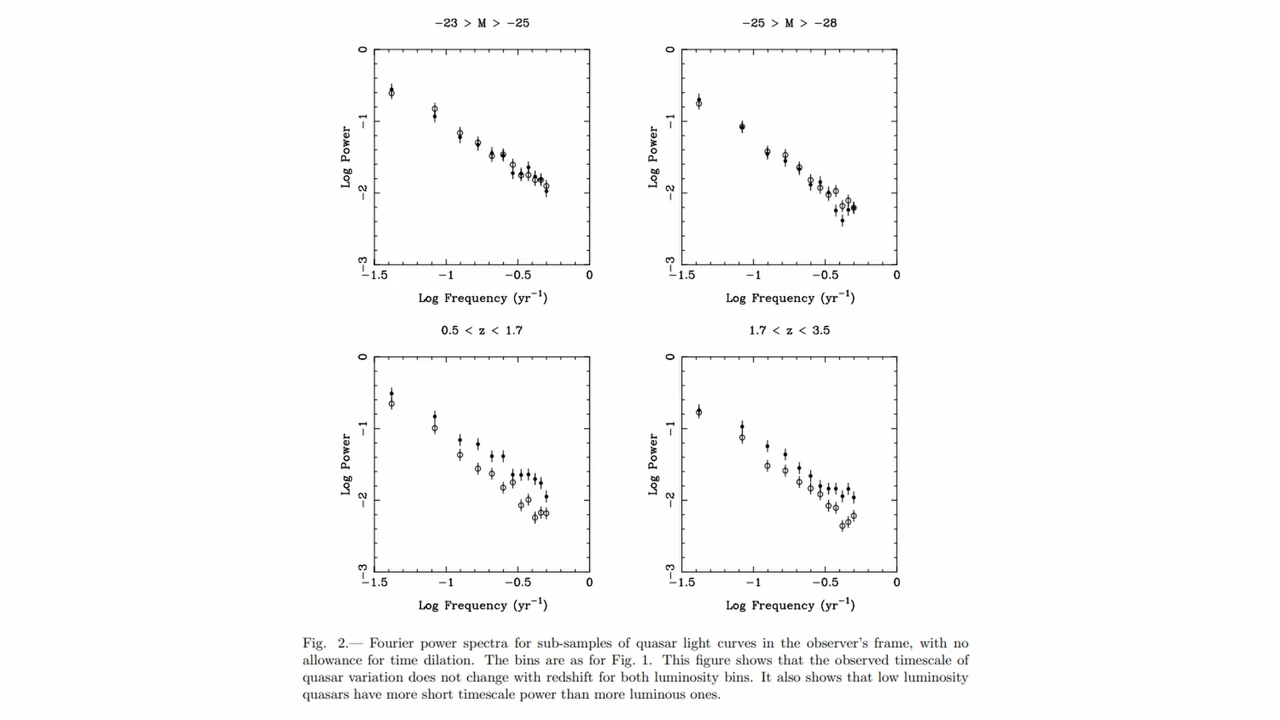 −23 > M > −25
−25 > M > −28
0
−1
−2
−3
Log Power
−1.5 −1 −0.5 0
Log Frequency (yr⁻¹)
0
−1
−2
−3
Log Power
−1.5 −1 −0.5 0
Log Frequency (yr⁻¹)
0.5 < z < 1.7
1.7 < z < 3.5
0
−1
−2
−3
Log Power
−1.5 −1 −0.5 0
Log Frequency (yr⁻¹)
0
−1
−2
−3
Log Power
−1.5 −1 −0.5 0
Log Frequency (yr⁻¹)
Fig. 2.— Fourier power spectra for sub-samples of quasar light curves in the observer's frame, with no
allowance for time dilation. The bins are as for Fig. 1. This figure shows that the observed timescale of
quasar variation does not change with redshift for both luminosity bins. It also shows that low luminosity
quasars have more short timescale power than more luminous ones.